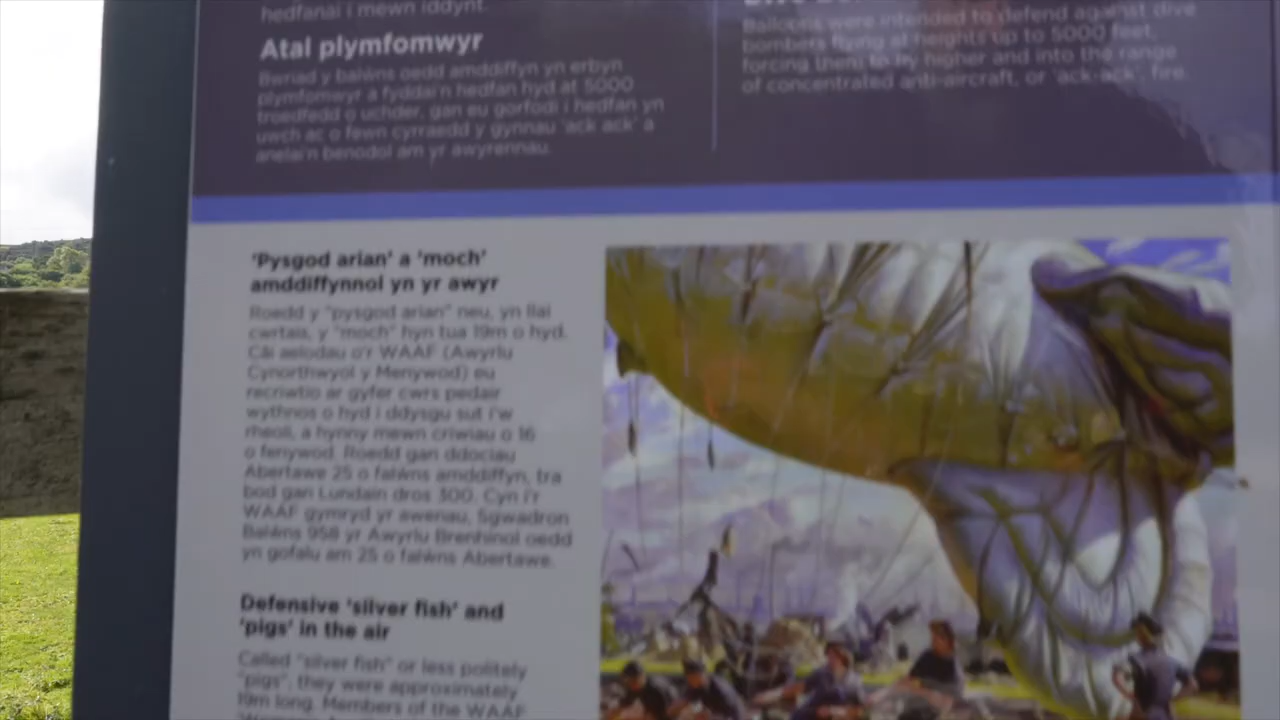 hedfanai i mewn iddynt.
Atal plymfomwyr
Bwriad y balŵns oedd amddiffyn yn erbyn
plymfomwyr a fyddai'n hedfan hyd at 5000
troedfedd o uchder, gan eu gorfodi i hedfan yn
uwch ac o fewn cyrraedd y gynnau 'ack ack' a
anelai'n benodol am yr awyrennau.
Balloons were intended to defend against dive
bombers flying at heights up to 5000 feet,
forcing them to fly higher and into the range
of concentrated anti-aircraft, or 'ack-ack', fire.
'Pysgod arian' a 'moch'
amddiffynnol yn yr awyr
Roedd y "pysgod arian" neu, yn llai
cwrtais, y "moch" hyn tua 19m o hyd.
Câi aelodau o'r WAAF (Awyrlu
Cynorthwyol y Menywod) eu
recriwtio ar gyfer cwrs pedair
wythnos o hyd i ddysgu sut i'w
rheoli, a hynny mewn criwiau o 16
o fenywod. Roedd gan ddociau
Abertawe 25 o falŵns amddiffyn, tra
bod gan Lundain dros 300. Cyn i'r
WAAF gymryd yr awenau, Sgwadron
Balŵns 958 yr Awyrlu Brenhinol oedd
yn gofalu am 25 o falŵns Abertawe.
Defensive 'silver fish' and
'pigs' in the air
Called "silver fish" or less politely
"pigs", they were approximately
19m long. Members of the WAAF